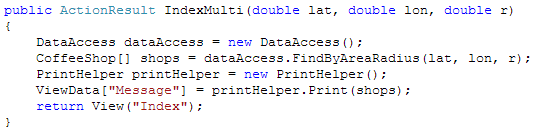 public ActionResult IndexMulti(double lat, double lon, double r)
{
    DataAccess dataAccess = new DataAccess();
    CoffeeShop[] shops = dataAccess.FindByAreaRadius(lat, lon, r);
    PrintHelper printHelper = new PrintHelper();
    ViewData["Message"] = printHelper.Print(shops);
    return View("Index");
}